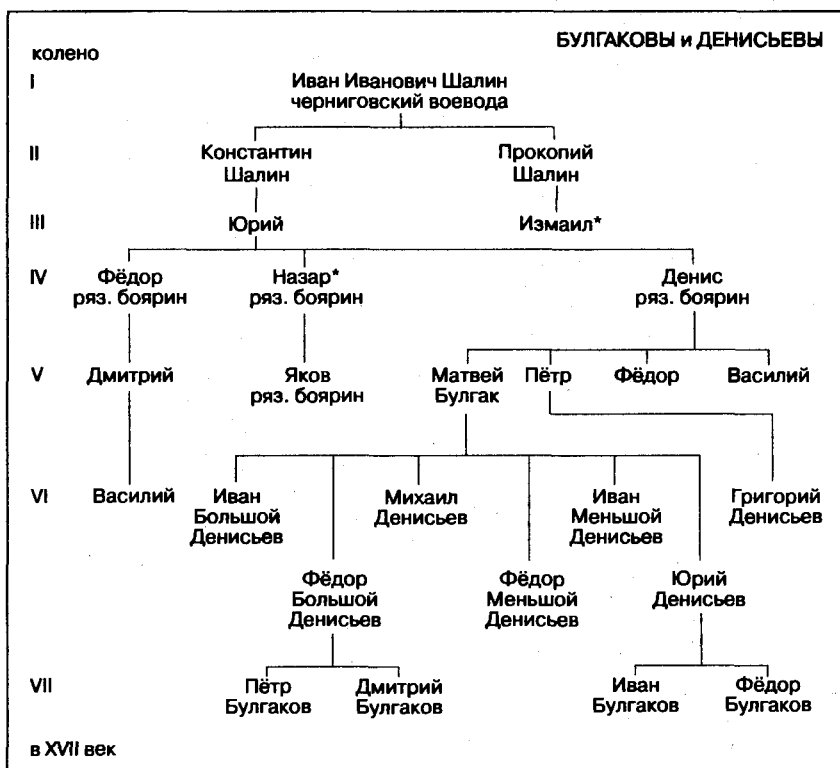 БУЛГАКОВЫ и ДЕНИСЬЕВЫ
колено
I
Иван Иванович Шалин
черниговский воевода
II
Константин
Шалин
Прокопий
Шалин
III
Юрий
Измаил*
IV
Фёдор
ряз. боярин
Назар*
ряз. боярин
Денис
ряз. боярин
V
Дмитрий
Яков
ряз. боярин
Матвей
Булгак
Пётр
Фёдор
Василий
VI
Василий
Иван
Большой
Денисьев
Михаил
Денисьев
Иван
Меньшой
Денисьев
Григорий
Денисьев
Фёдор
Большой
Денисьев
Фёдор
Меньшой
Денисьев
Юрий
Денисьев
VII
Пётр
Булгаков
Дмитрий
Булгаков
Иван
Булгаков
Фёдор
Булгаков
в XVII век